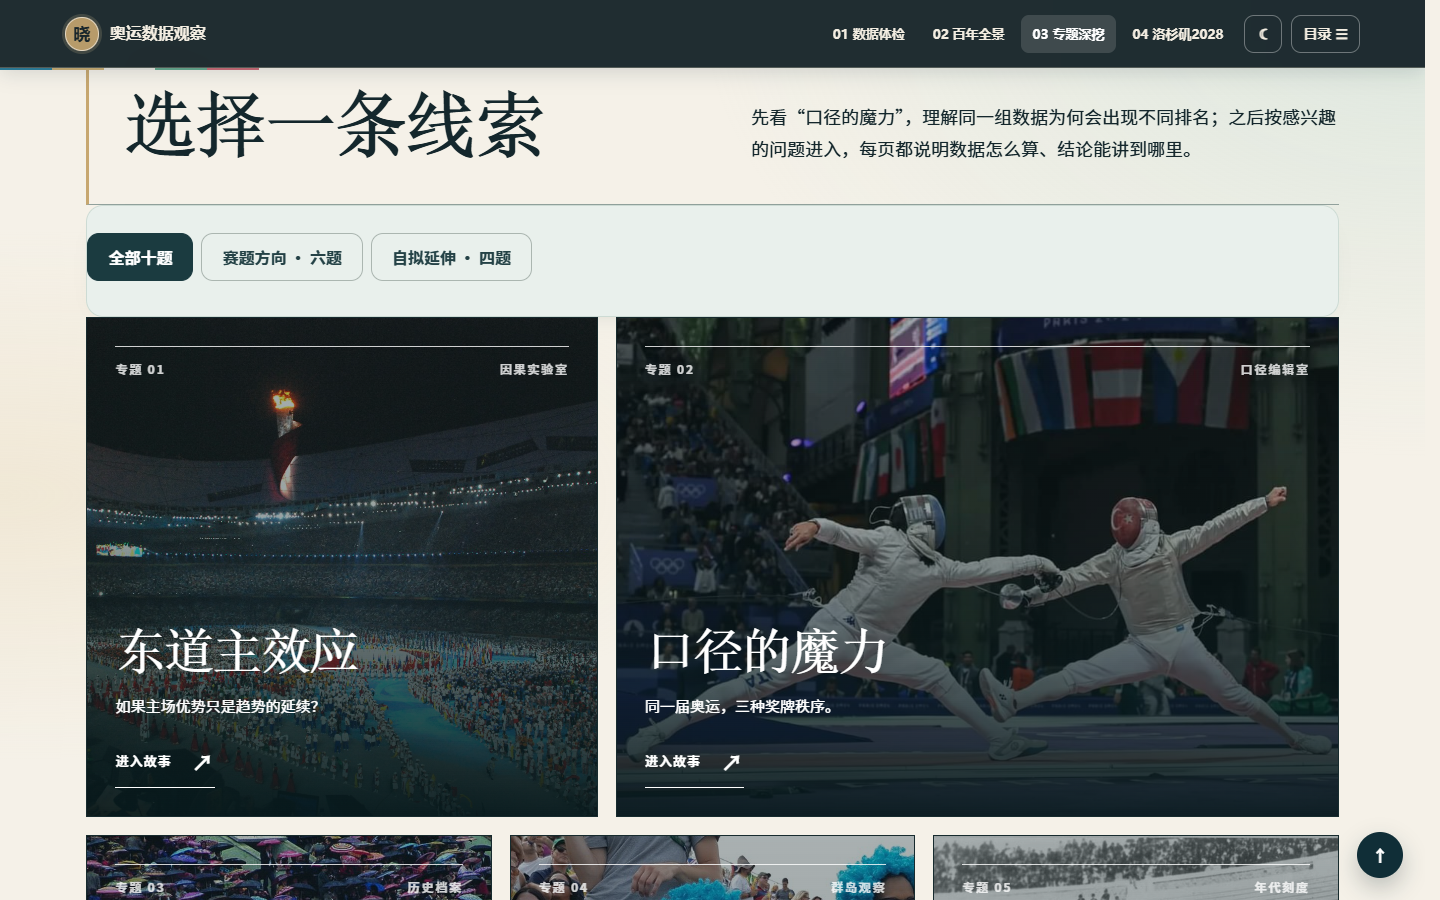 晓 奥运数据观察 01 数据体检 02 百年全景 03 专题深挖 04 洛杉矶2028 目录 ☰
选择一条线索
先看“口径的魔力”，理解同一组数据为何会出现不同排名；之后按感兴趣
的问题进入，每页都说明数据怎么算、结论能讲到哪里。
全部十题 赛题方向 · 六题 自拟延伸 · 四题
专题 01 因果实验室
东道主效应
如果主场优势只是趋势的延续？
进入故事 ↗
专题 02 口径编辑室
PARIS
口径的魔力
同一届奥运，三种奖牌秩序。
进入故事 ↗
专题 03 历史档案
专题 04 群岛观察
专题 05 年代刻度
↑